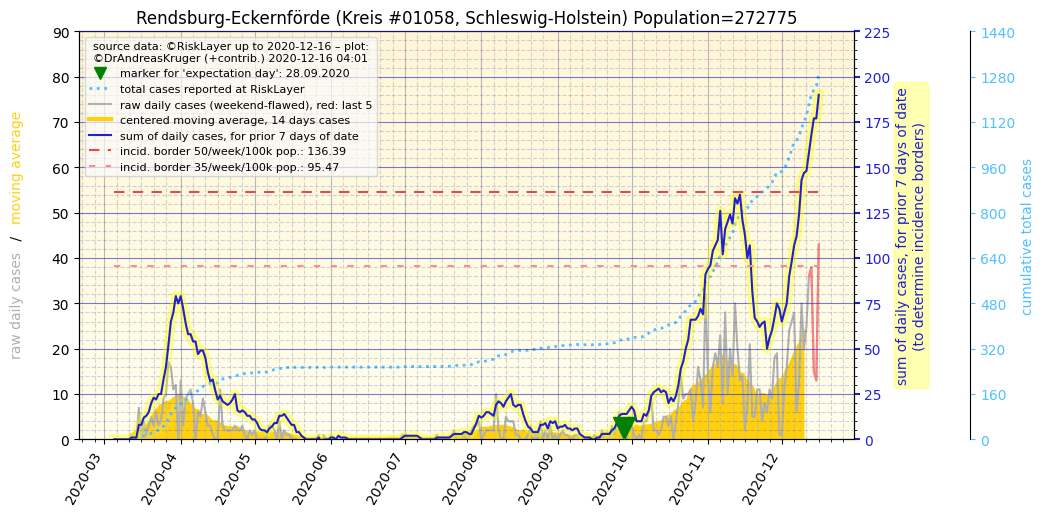 Rendsburg-Eckernförde (Kreis #01058, Schleswig-Holstein) Population=272775
source data: ©RiskLayer up to 2020-12-16 – plot:
©DrAndreasKruger (+contrib.) 2020-12-16 04:01
marker for 'expectation day': 28.09.2020
total cases reported at RiskLayer
raw daily cases (weekend-flawed), red: last 5
centered moving average, 14 days cases
sum of daily cases, for prior 7 days of date
incid. border 50/week/100k pop.: 136.39
incid. border 35/week/100k pop.: 95.47
raw daily cases / moving average
90
80
70
60
50
40
30
20
10
0
225
200
175
150
125
100
75
50
25
0
sum of daily cases, for prior 7 days of date
(to determine incidence borders)
1440
1280
1120
960
800
640
480
320
160
0
cumulative total cases
2020-03
2020-04
2020-05
2020-06
2020-07
2020-08
2020-09
2020-10
2020-11
2020-12